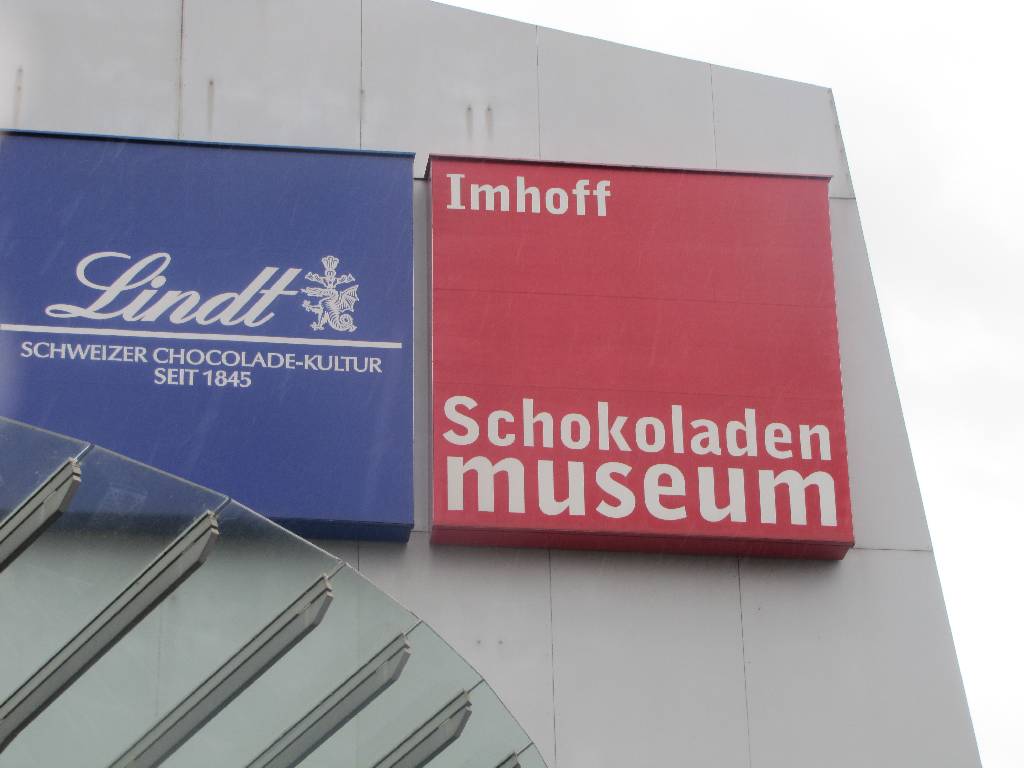 Lindt
SCHWEIZER CHOCOLADE-KULTUR
SEIT 1845
Imhoff
Schokoladen
museum